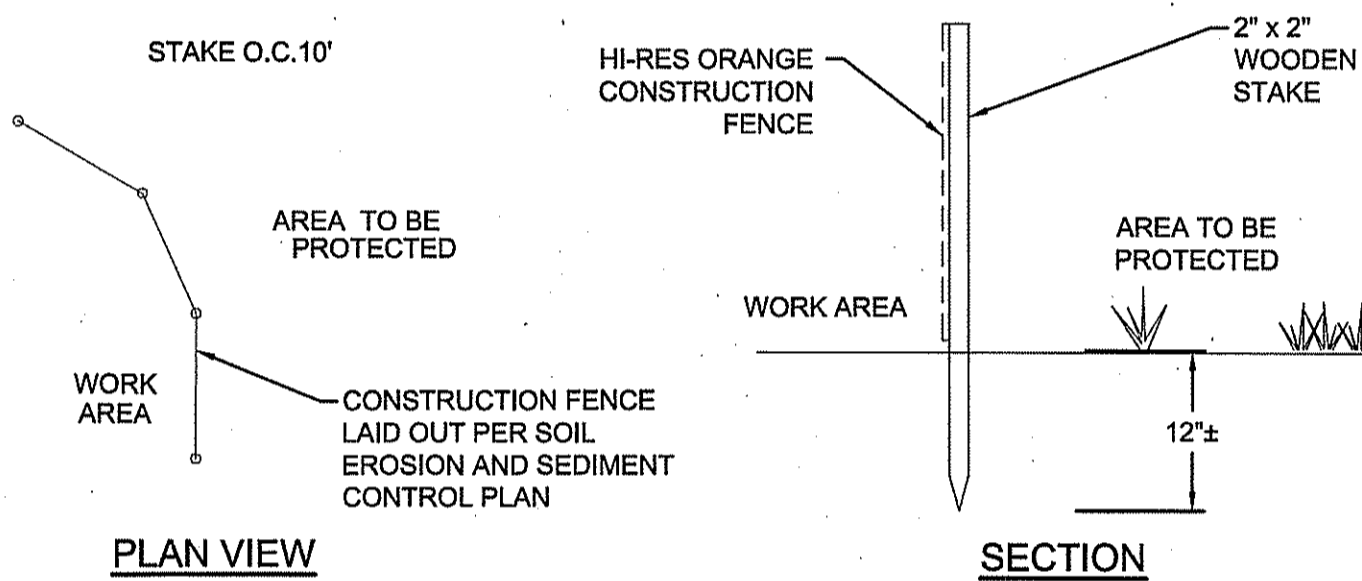 STAKE O.C.10'
AREA TO BE
PROTECTED
WORK
AREA
CONSTRUCTION FENCE
LAID OUT PER SOIL
EROSION AND SEDIMENT
CONTROL PLAN
PLAN VIEW
HI-RES ORANGE
CONSTRUCTION
FENCE
2" x 2"
WOODEN
STAKE
AREA TO BE
PROTECTED
WORK AREA
12"±
SECTION